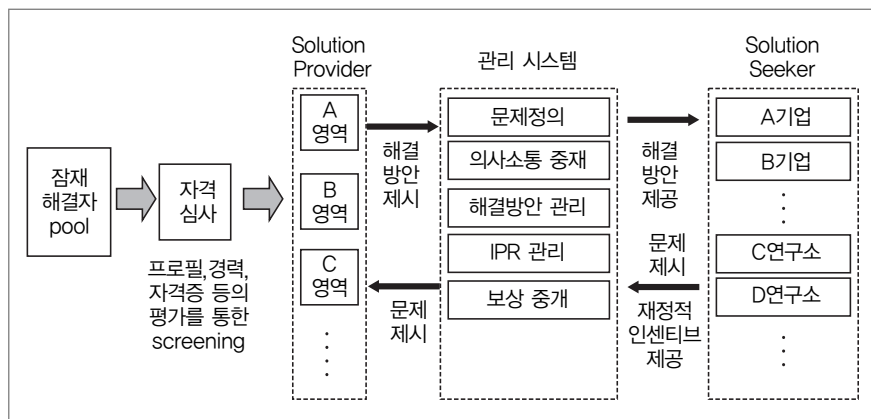 Solution
Provider
관리 시스템
Solution
Seeker
잠재
해결자
pool
자격
심사
프로필,경력,
자격증 등의
평가를 통한
screening
A
영역
B
영역
C
영역
해결
방안
제시
문제
제시
문제정의
의사소통 중재
해결방안 관리
IPR 관리
보상 중개
해결
방안
제공
문제
제시
재정적
인센티브
제공
A기업
B기업
C연구소
D연구소